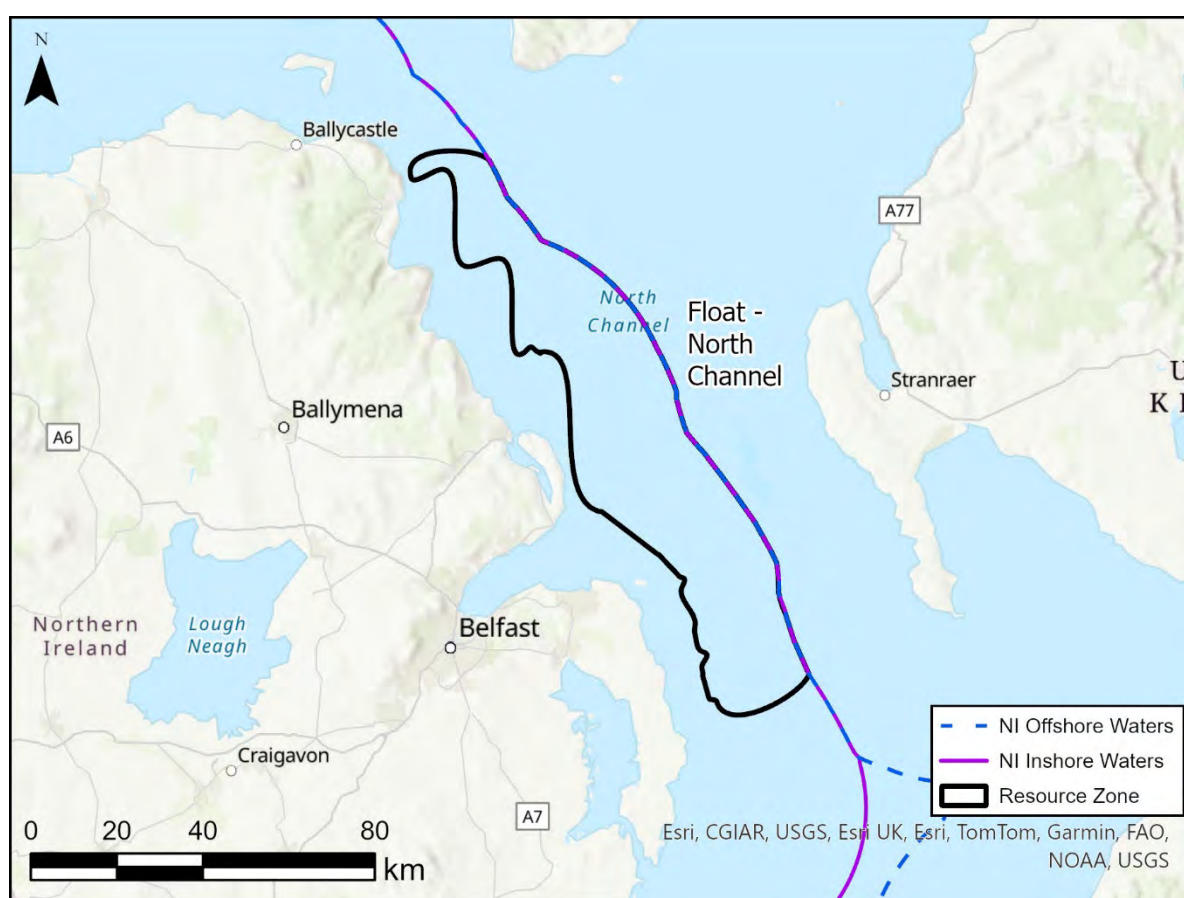 N
Ballycastle
A77
North
Channel
Float -
North
Channel
Stranraer
U
K I
Ballymena
A6
Northern
Ireland
Lough
Neagh
Belfast
Craigavon
A7
NI Offshore Waters
NI Inshore Waters
Resource Zone
0 20 40 80
km
Esri, CGIAR, USGS, Esri UK, Esri, TomTom, Garmin, FAO,
NOAA, USGS